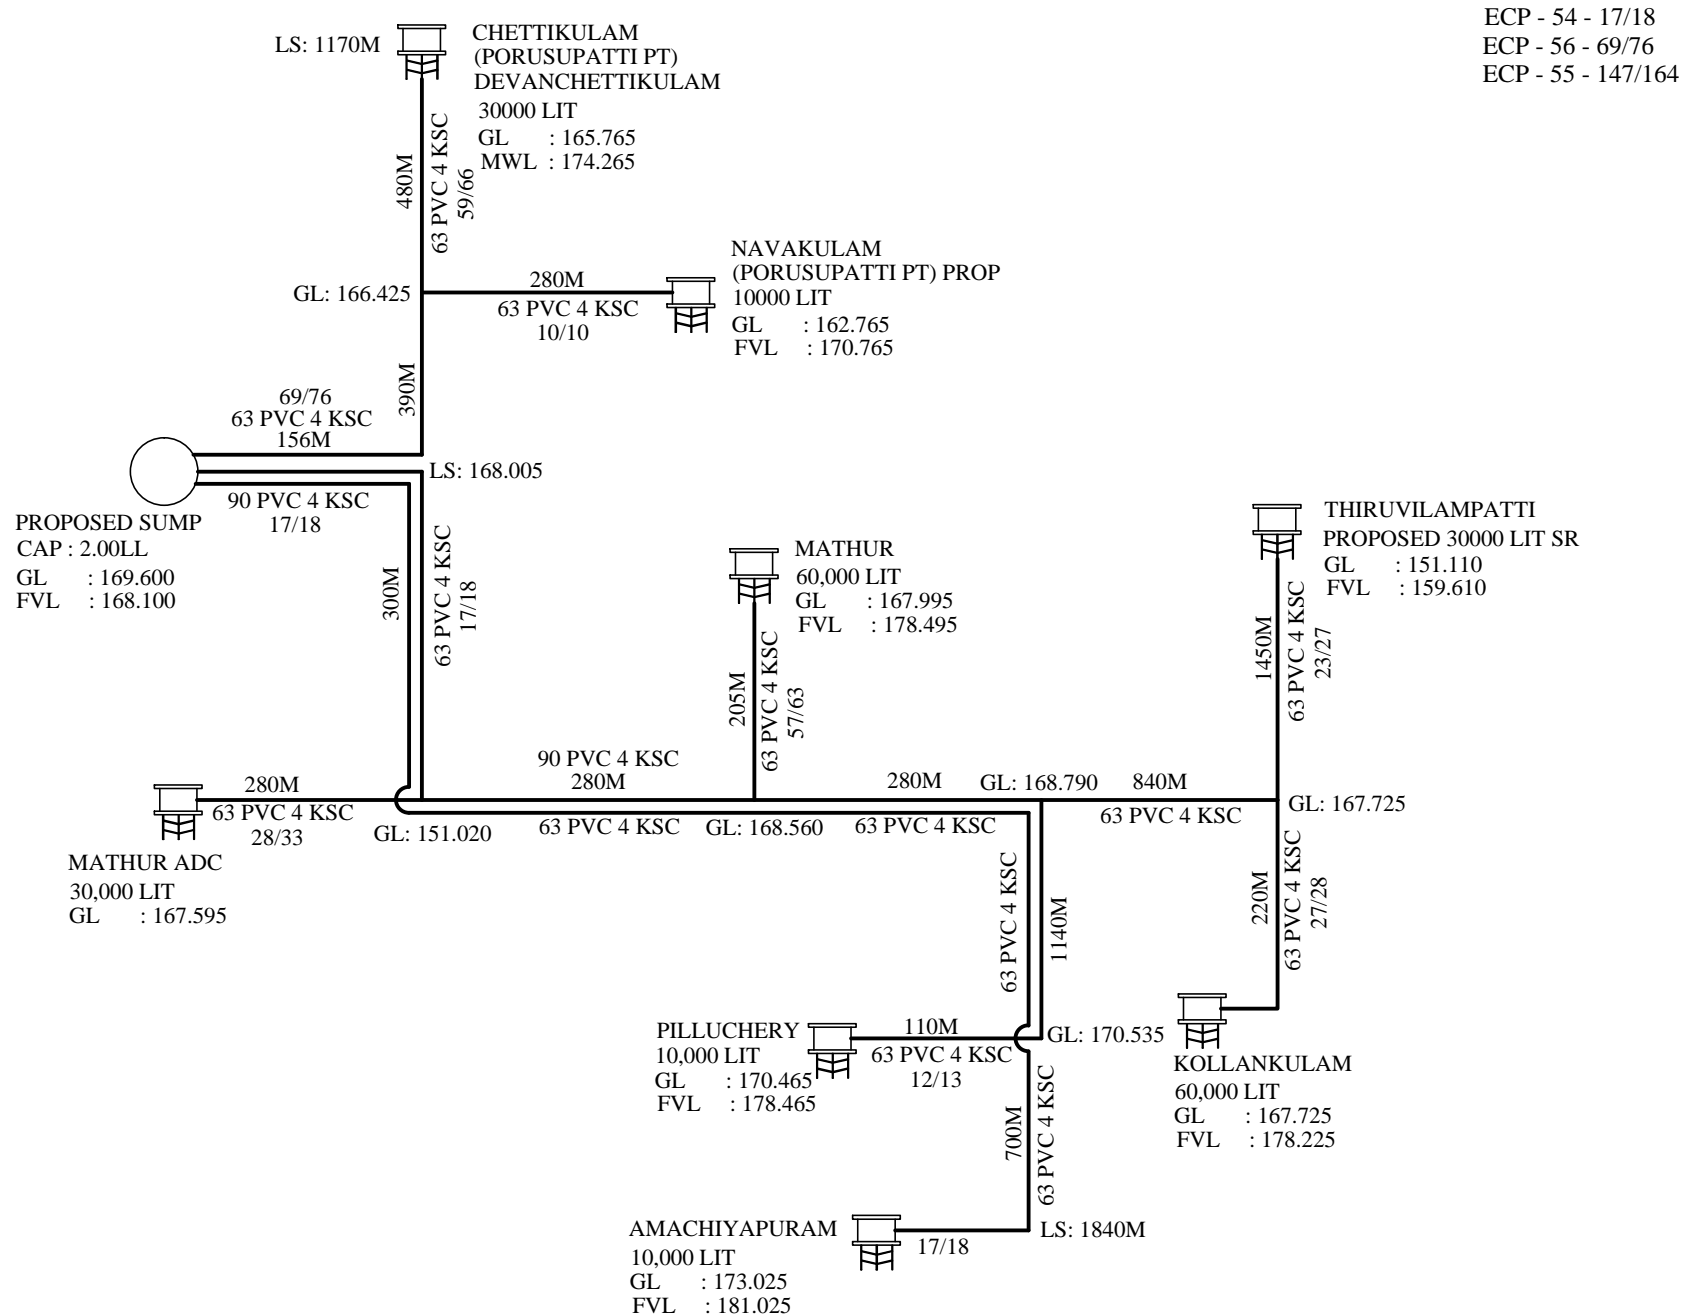 ECP - 54 - 17/18
ECP - 56 - 69/76
ECP - 55 - 147/164
LS: 1170M
CHETTIKULAM
(PORUSUPATTI PT)
DEVANCHETTIKULAM
30000 LIT
GL : 165.765
MWL : 174.265
480M
63 PVC 4 KSC
59/66
NAVAKULAM
(PORUSUPATTI PT) PROP
10000 LIT
GL : 162.765
FVL : 170.765
GL: 166.425
280M
63 PVC 4 KSC
10/10
390M
69/76
63 PVC 4 KSC
156M
LS: 168.005
90 PVC 4 KSC
17/18
PROPOSED SUMP
CAP : 2.00LL
GL : 169.600
FVL : 168.100
300M
63 PVC 4 KSC
17/18
MATHUR
60,000 LIT
GL : 167.995
FVL : 178.495
205M
63 PVC 4 KSC
57/63
THIRUVILAMPATTI
PROPOSED 30000 LIT SR
GL : 151.110
FVL : 159.610
1450M
63 PVC 4 KSC
23/27
280M
63 PVC 4 KSC
28/33
MATHUR ADC
30,000 LIT
GL : 167.595
GL: 151.020
90 PVC 4 KSC
280M
63 PVC 4 KSC
GL: 168.560
280M
63 PVC 4 KSC
GL: 168.790
840M
63 PVC 4 KSC
GL: 167.725
63 PVC 4 KSC
1140M
220M
63 PVC 4 KSC
27/28
PILLUCHERY
10,000 LIT
GL : 170.465
FVL : 178.465
110M
63 PVC 4 KSC
12/13
GL: 170.535
KOLLANKULAM
60,000 LIT
GL : 167.725
FVL : 178.225
700M
63 PVC 4 KSC
AMACHIYAPURAM
10,000 LIT
GL : 173.025
FVL : 181.025
17/18
LS: 1840M